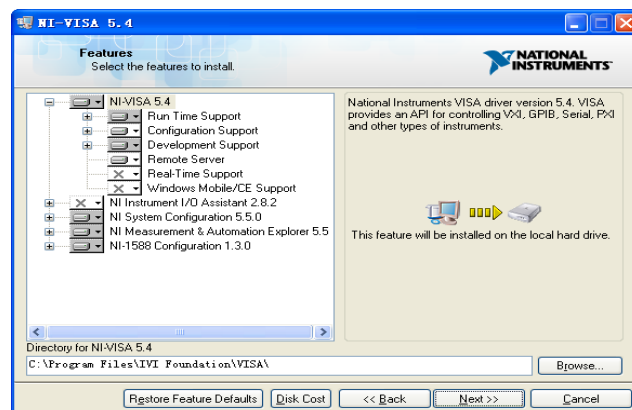 NI-VISA 5.4
Features
Select the features to install.
NATIONAL
INSTRUMENTS
NI-VISA 5.4
Run Time Support
Configuration Support
Development Support
Remote Server
Real-Time Support
Windows Mobile/CE Support
NI Instrument I/O Assistant 2.8.2
NI System Configuration 5.5.0
NI Measurement & Automation Explorer 5.5
NI-1588 Configuration 1.3.0
National Instruments VISA driver version 5.4. VISA
provides an API for controlling VXI, GPIB, Serial, PXI
and other types of instruments.
This feature will be installed on the local hard drive.
Directory for NI-VISA 5.4
C:\Program Files\IVI Foundation\VISA\
Browse...
Restore Feature Defaults
Disk Cost
<< Back
Next >>
Cancel